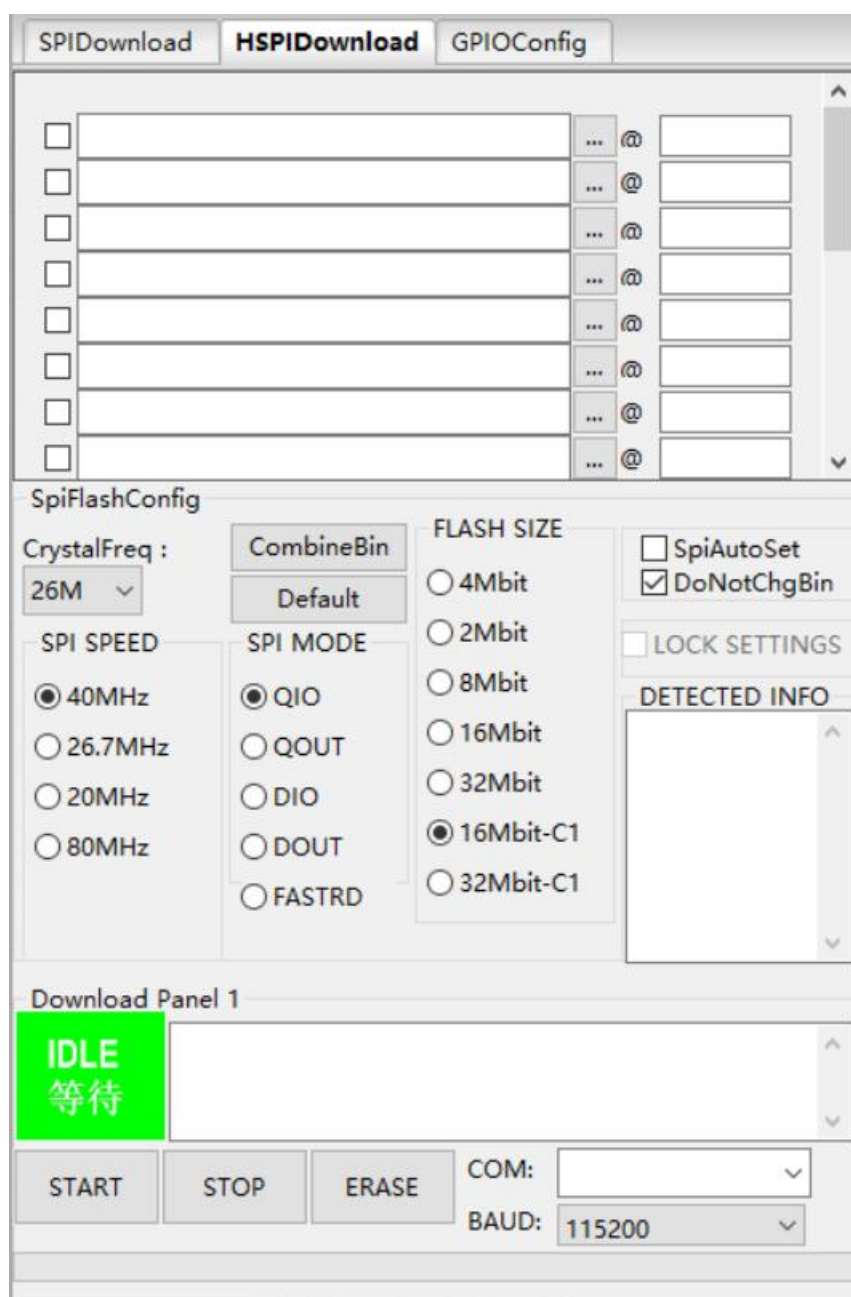 SPIDownload HSPIDownload GPIOConfig
... @
... @
... @
... @
... @
... @
... @
... @
SpiFlashConfig
CrystalFreq :
26M
CombineBin
Default
SPI SPEED
40MHz
26.7MHz
20MHz
80MHz
SPI MODE
QIO
QOUT
DIO
DOUT
FASTRD
FLASH SIZE
4Mbit
2Mbit
8Mbit
16Mbit
32Mbit
16Mbit-C1
32Mbit-C1
SpiAutoSet
DoNotChgBin
LOCK SETTINGS
DETECTED INFO
Download Panel 1
IDLE
等待
START STOP ERASE
COM:
BAUD: 115200